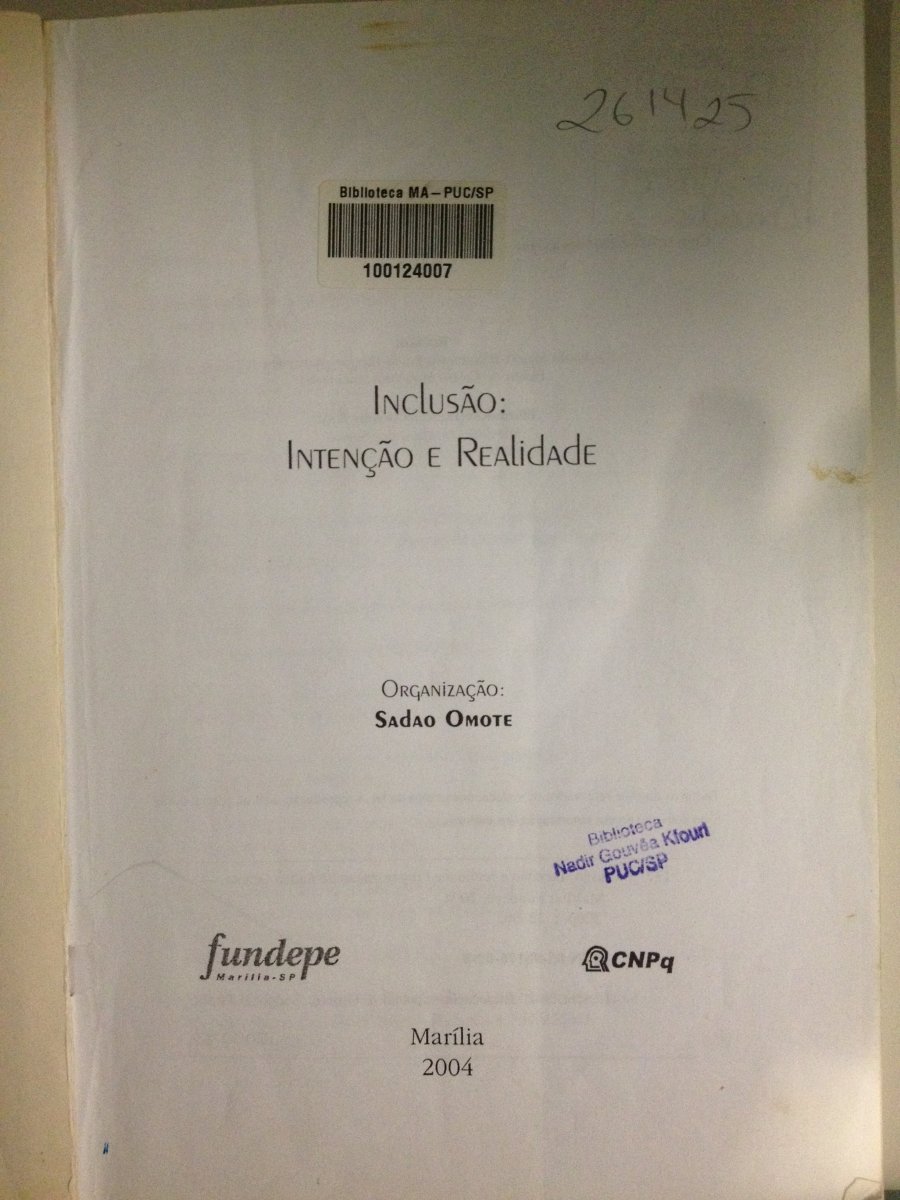 261425
Biblioteca MA-PUC/SP
100124007
Inclusão:
Intenção e Realidade
Organização:
Sadao Omote
Biblioteca
Nadir Gouvêa Kfouri
PUC/SP
fundepe
Marília-SP
CNPq
Marília
2004